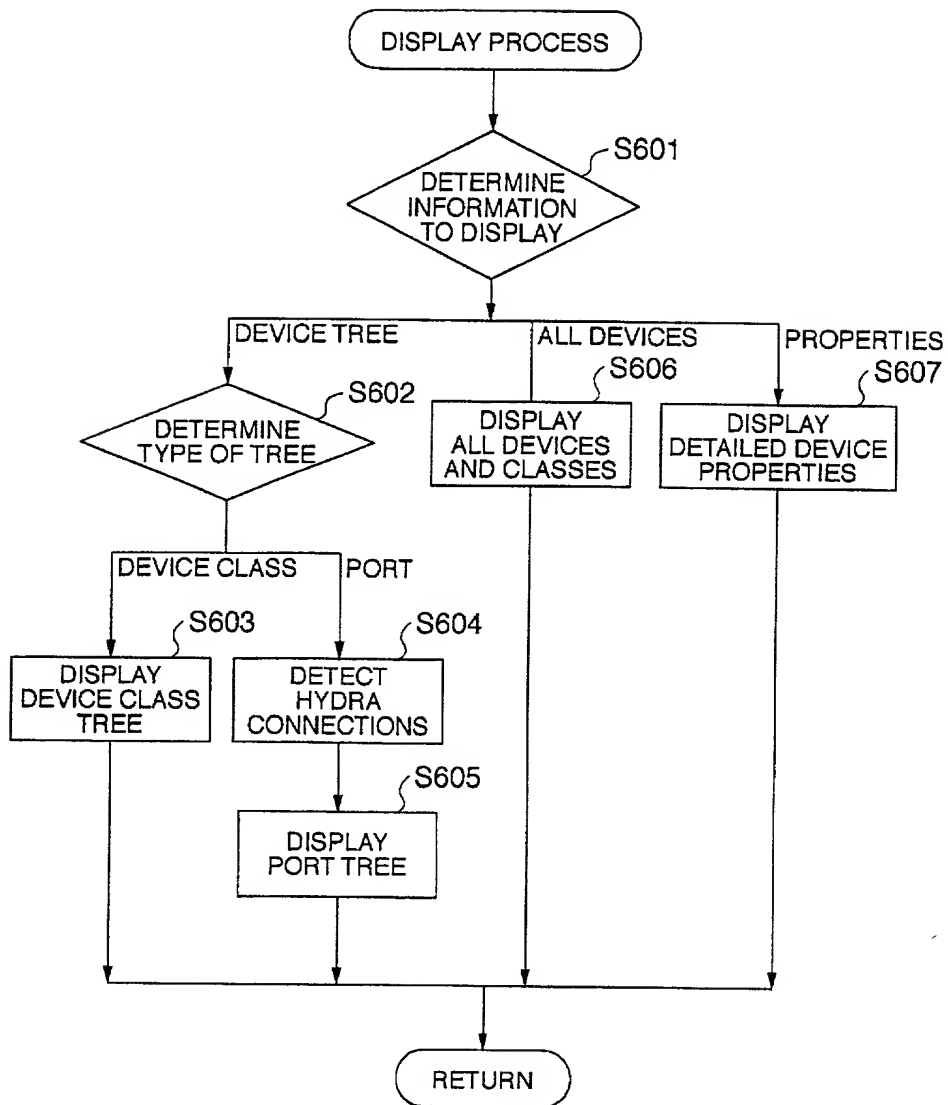 DISPLAY PROCESS
S601
DETERMINE
INFORMATION
TO DISPLAY
DEVICE TREE
ALL DEVICES
PROPERTIES
S602
DETERMINE
TYPE OF TREE
S606
DISPLAY
ALL DEVICES
AND CLASSES
S607
DISPLAY
DETAILED DEVICE
PROPERTIES
DEVICE CLASS
PORT
S603
DISPLAY
DEVICE CLASS
TREE
S604
DETECT
HYDRA
CONNECTIONS
S605
DISPLAY
PORT TREE
RETURN